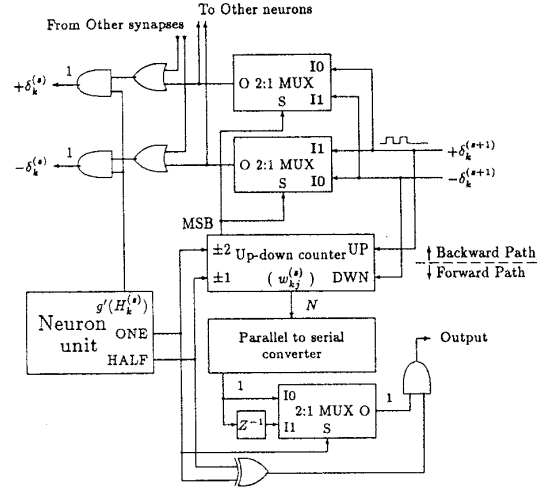 To Other neurons
From Other synapses
1
+δ_k^(s)
O 2:1 MUX
I0
S
I1
+δ_k^(s+1)
1
−δ_k^(s)
O 2:1 MUX
I1
S
I0
−δ_k^(s+1)
MSB
±2
Up-down counter
UP
±1
( w_kj^(s) )
DWN
Backward Path
Forward Path
N
g'(H_k^(s))
Neuron
unit
ONE
HALF
Parallel to serial
converter
Output
1
I0
2:1 MUX O
1
Z^-1
I1
S